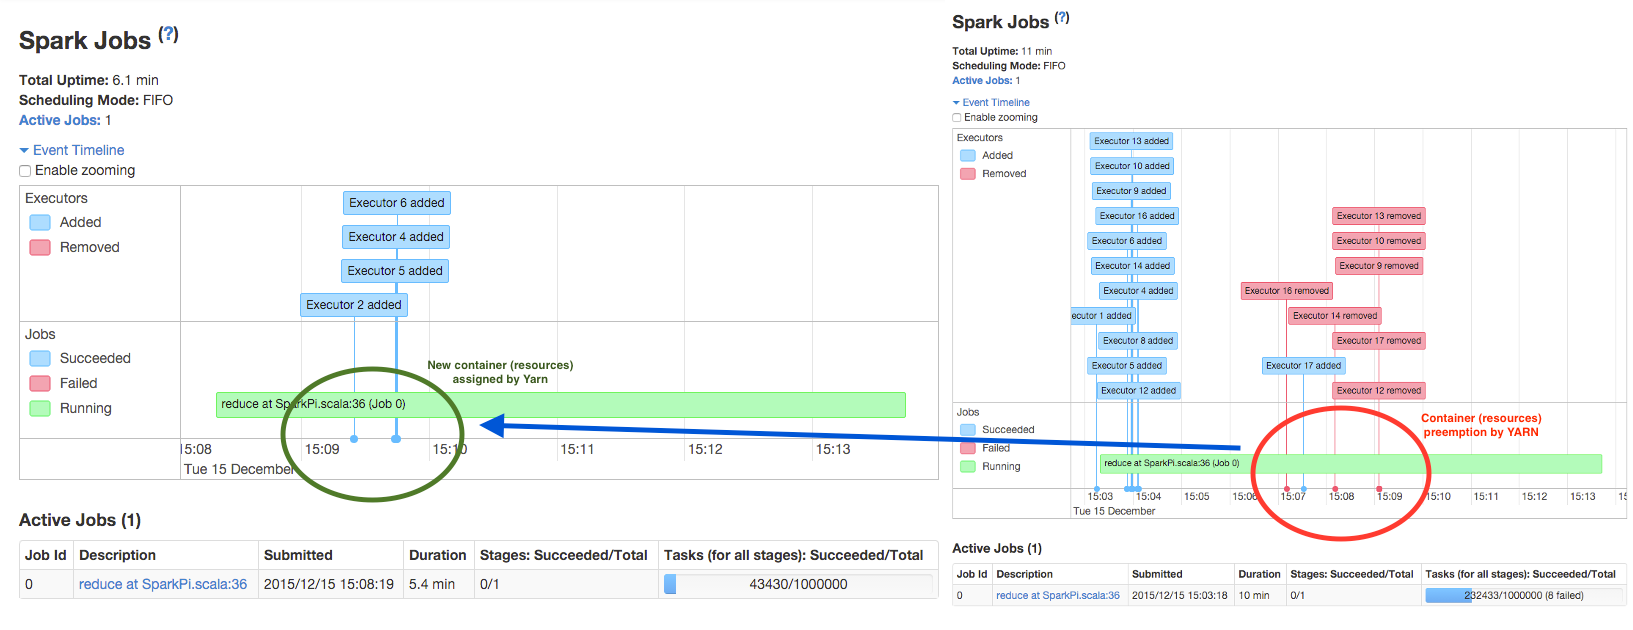 Spark Jobs (?)
Total Uptime: 6.1 min
Scheduling Mode: FIFO
Active Jobs: 1
Event Timeline
Enable zooming
Executors
Added
Removed
Executor 6 added
Executor 4 added
Executor 5 added
Executor 2 added
Jobs
Succeeded
Failed
Running
New container (resources)
assigned by Yarn
reduce at SparkPi.scala:36 (Job 0)
15:08 15:09 15:10 15:11 15:12 15:13
Tue 15 December
Active Jobs (1)
Job Id Description Submitted Duration Stages: Succeeded/Total Tasks (for all stages): Succeeded/Total
0 reduce at SparkPi.scala:36 2015/12/15 15:08:19 5.4 min 0/1 43430/1000000
Spark Jobs (?)
Total Uptime: 11 min
Scheduling Mode: FIFO
Active Jobs: 1
Event Timeline
Enable zooming
Executors
Added
Removed
Executor 13 added
Executor 10 added
Executor 9 added
Executor 16 added Executor 13 removed
Executor 6 added Executor 10 removed
Executor 14 added Executor 9 removed
Executor 4 added Executor 16 removed
ecutor 1 added Executor 14 removed
Executor 8 added Executor 17 removed
Executor 5 added Executor 17 added
Executor 12 added Executor 12 removed
Jobs
Succeeded
Failed
Running
Container (resources)
preemption by YARN
reduce at SparkPi.scala:36 (Job 0)
15:03 15:04 15:05 15:06 15:07 15:08 15:09 15:10 15:11 15:12 15:13 15
Tue 15 December
Active Jobs (1)
Job Id Description Submitted Duration Stages: Succeeded/Total Tasks (for all stages): Succeeded/Total
0 reduce at SparkPi.scala:36 2015/12/15 15:03:18 10 min 0/1 232433/1000000 (8 failed)